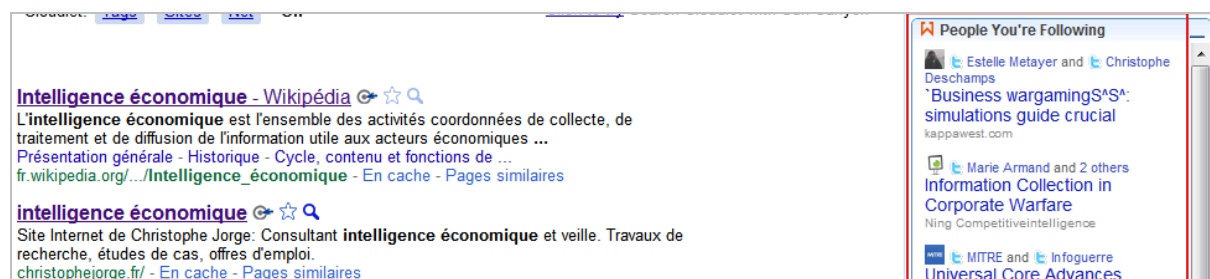 Cloudlet: Tags Sites Net
Intelligence économique - Wikipédia
L'intelligence économique est l'ensemble des activités coordonnées de collecte, de
traitement et de diffusion de l'information utile aux acteurs économiques ...
Présentation générale - Historique - Cycle, contenu et fonctions de ...
fr.wikipedia.org/.../Intelligence_économique - En cache - Pages similaires
intelligence économique
Site Internet de Christophe Jorge: Consultant intelligence économique et veille. Travaux de
recherche, études de cas, offres d'emploi.
christophejorge.fr/ - En cache - Pages similaires
People You're Following
Estelle Metayer and Christophe
Deschamps
`Business wargamingS^S^:
simulations guide crucial
kappawest.com
Marie Armand and 2 others
Information Collection in
Corporate Warfare
Ning Competitiveintelligence
MITRE and Infoguerre
Universal Core Advances